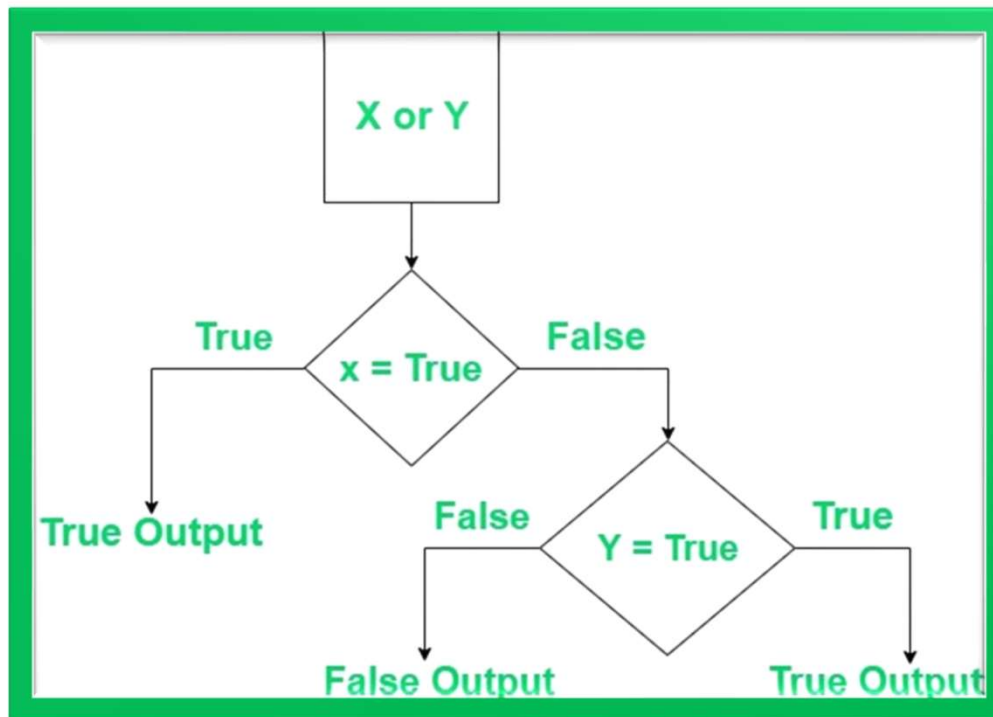 X or Y
True
False
x = True
True Output
False
True
Y = True
False Output
True Output